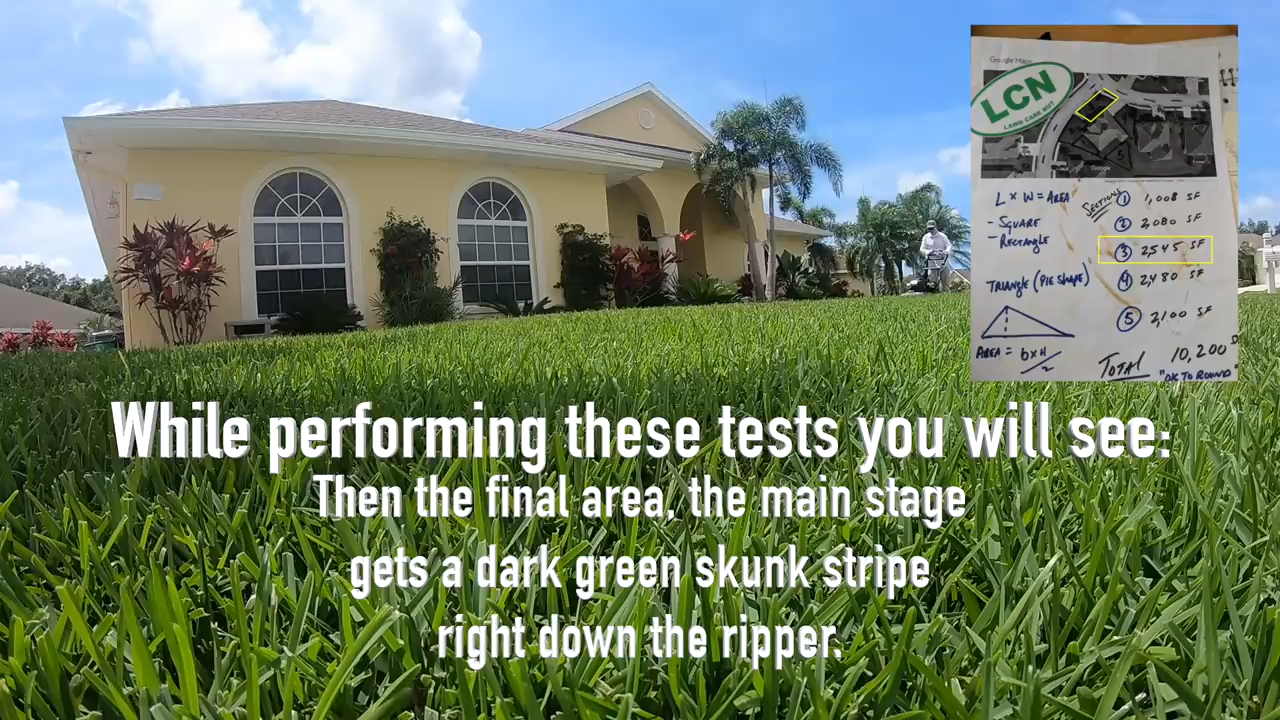 Google Maps
LCN
LAWN CARE NUT
Google
L x W = AREA
- SQUARE
- RECTANGLE
TRIANGLE (PIE SHAPE)
AREA = b x H / 2
SECTIONS
1 1,008 SF
2 2,080 SF
3 2,545 SF
4 2,480 SF
5 2,100 SF
TOTAL 10,200
"OK TO ROUND"
While performing these tests you will see:
Then the final area, the main stage
gets a dark green skunk stripe
right down the ripper.